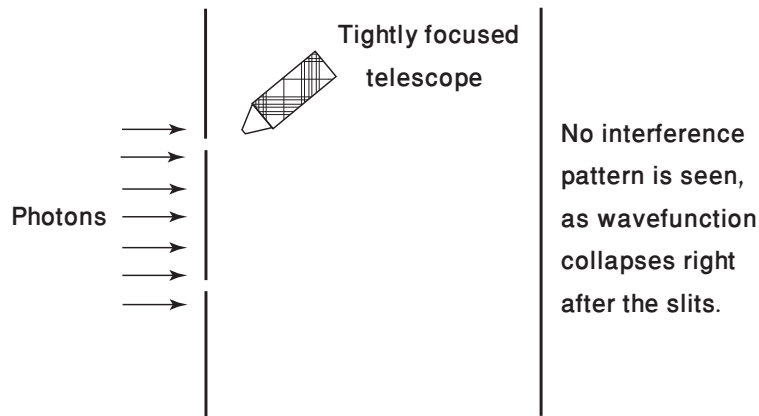 Tightly focused
telescope
Photons
No interference
pattern is seen,
as wavefunction
collapses right
after the slits.